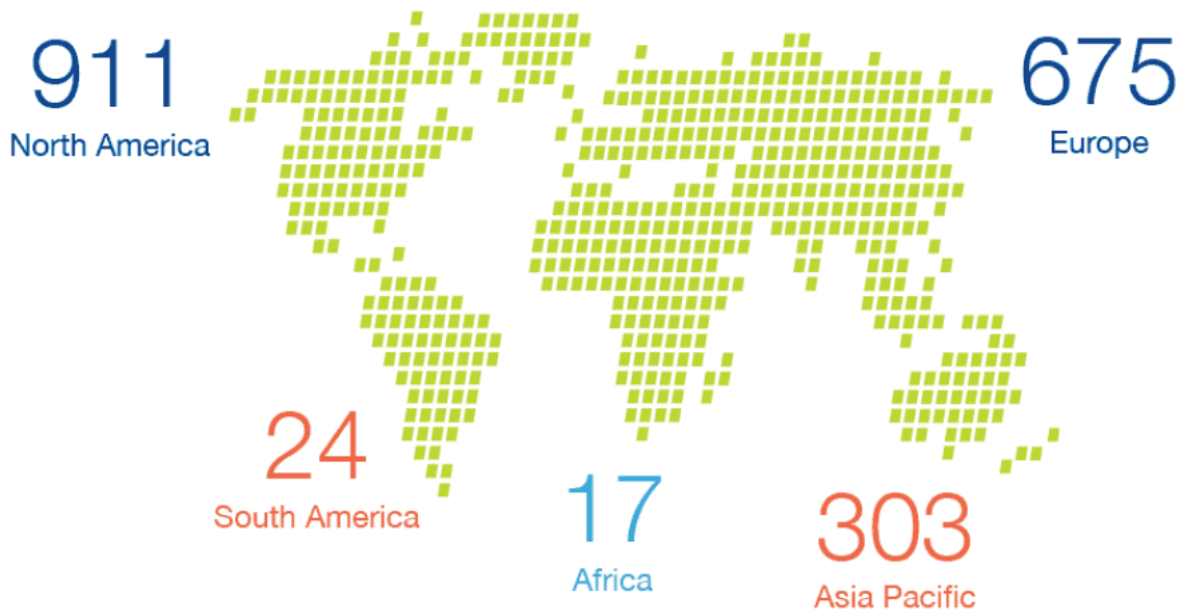 911
North America
675
Europe
24
South America
17
Africa
303
Asia Pacific